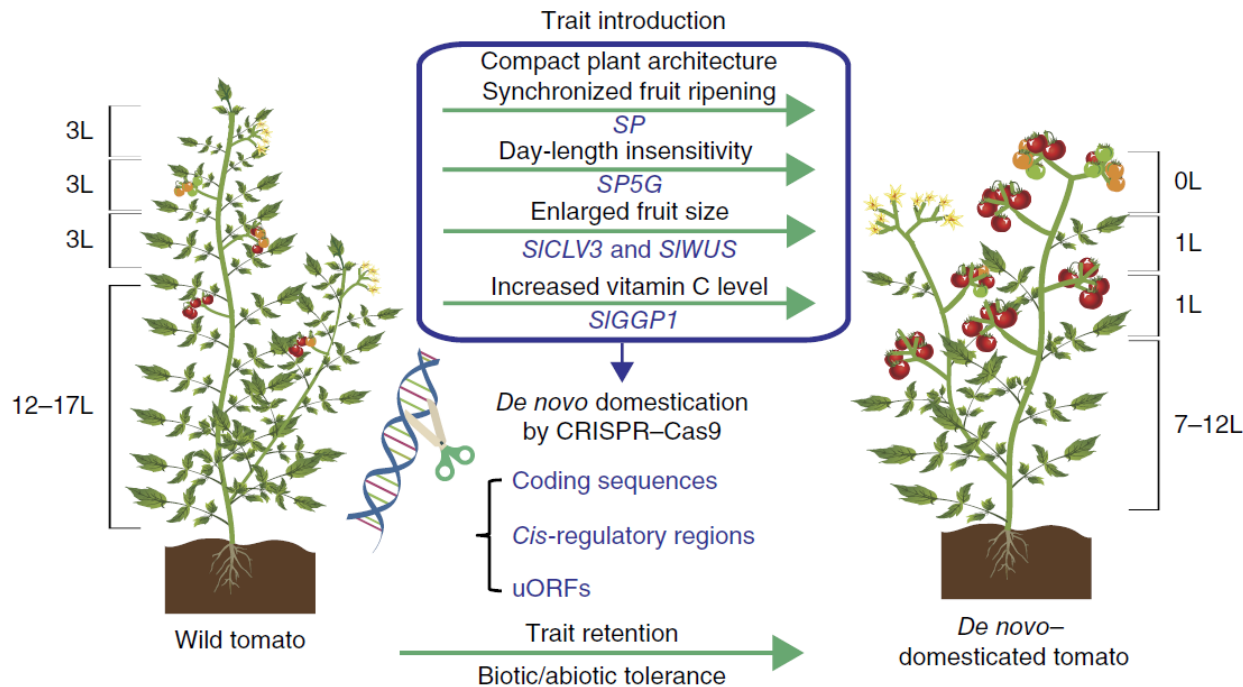 Trait introduction
Compact plant architecture
Synchronized fruit ripening
SP
Day-length insensitivity
SP5G
Enlarged fruit size
SlCLV3 and SlWUS
Increased vitamin C level
SlGGP1
3L
3L
3L
12–17L
0L
1L
1L
7–12L
De novo domestication
by CRISPR–Cas9
Coding sequences
Cis-regulatory regions
uORFs
Wild tomato
Trait retention
Biotic/abiotic tolerance
De novo–
domesticated tomato